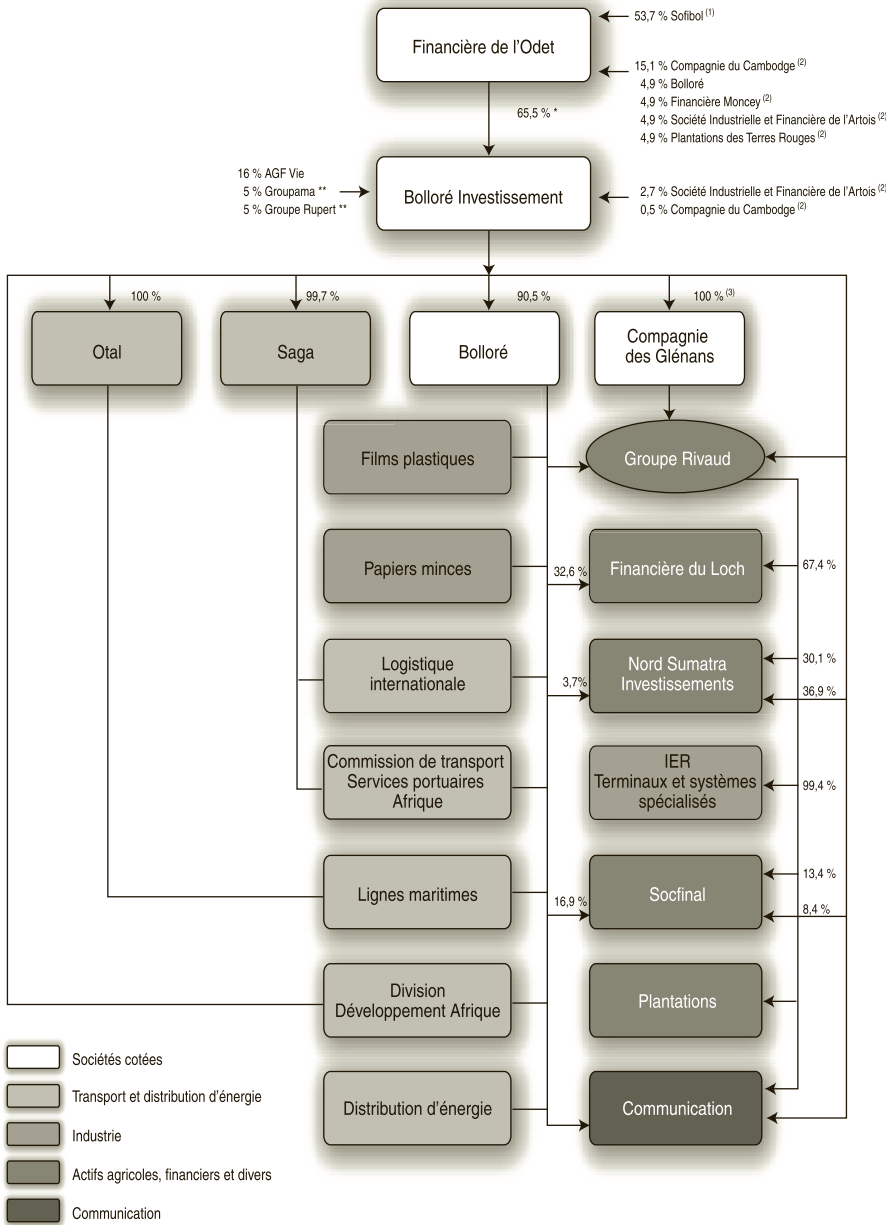 53,7 % Sofibol (1)
Financière de l'Odet
15,1 % Compagnie du Cambodge (2)
4,9 % Bolloré
4,9 % Financière Moncey (2)
4,9 % Société Industrielle et Financière de l'Artois (2)
4,9 % Plantations des Terres Rouges (2)
65,5 % *
16 % AGF Vie
5 % Groupama **
5 % Groupe Rupert **
Bolloré Investissement
2,7 % Société Industrielle et Financière de l'Artois (2)
0,5 % Compagnie du Cambodge (2)
100 %
99,7 %
90,5 %
100 % (3)
Otal
Saga
Bolloré
Compagnie
des Glénans
Films plastiques
Groupe Rivaud
Papiers minces
32,6 %
Financière du Loch
67,4 %
Logistique
internationale
3,7%
Nord Sumatra
Investissements
30,1 %
36,9 %
Commission de transport
Services portuaires
Afrique
IER
Terminaux et systèmes
spécialisés
99,4 %
Lignes maritimes
16,9 %
Socfinal
13,4 %
8,4 %
Division
Développement Afrique
Plantations
Distribution d'énergie
Communication
Sociétés cotées
Transport et distribution d'énergie
Industrie
Actifs agricoles, financiers et divers
Communication